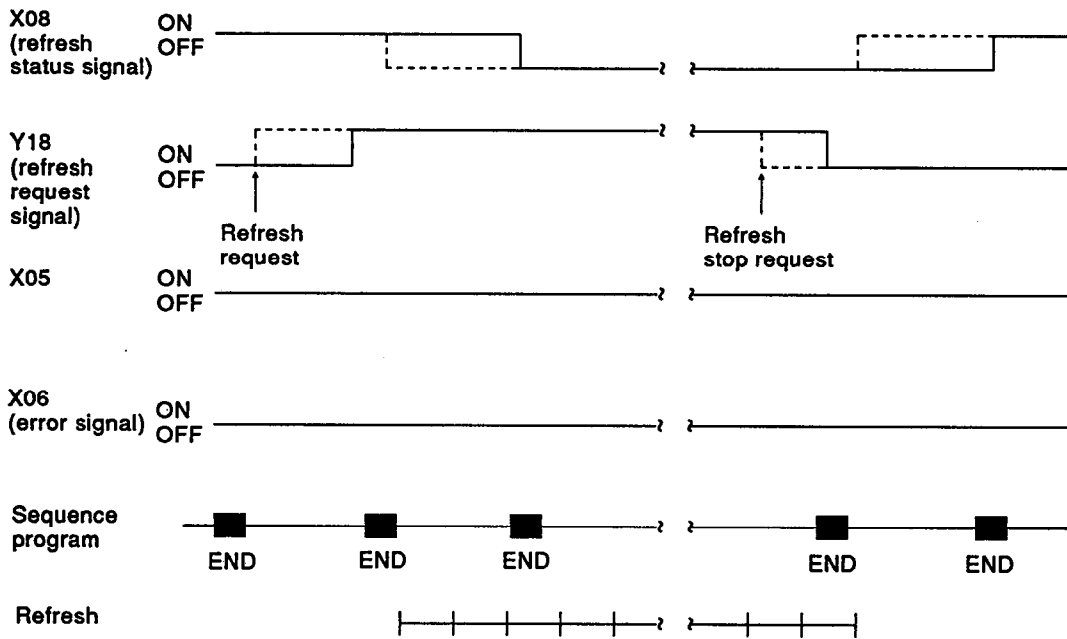 X08
(refresh
status signal)
ON
OFF
Y18
(refresh
request
signal)
ON
OFF
Refresh
request
Refresh
stop request
X05
ON
OFF
X06
(error signal)
ON
OFF
Sequence
program
END
END
END
END
END
Refresh